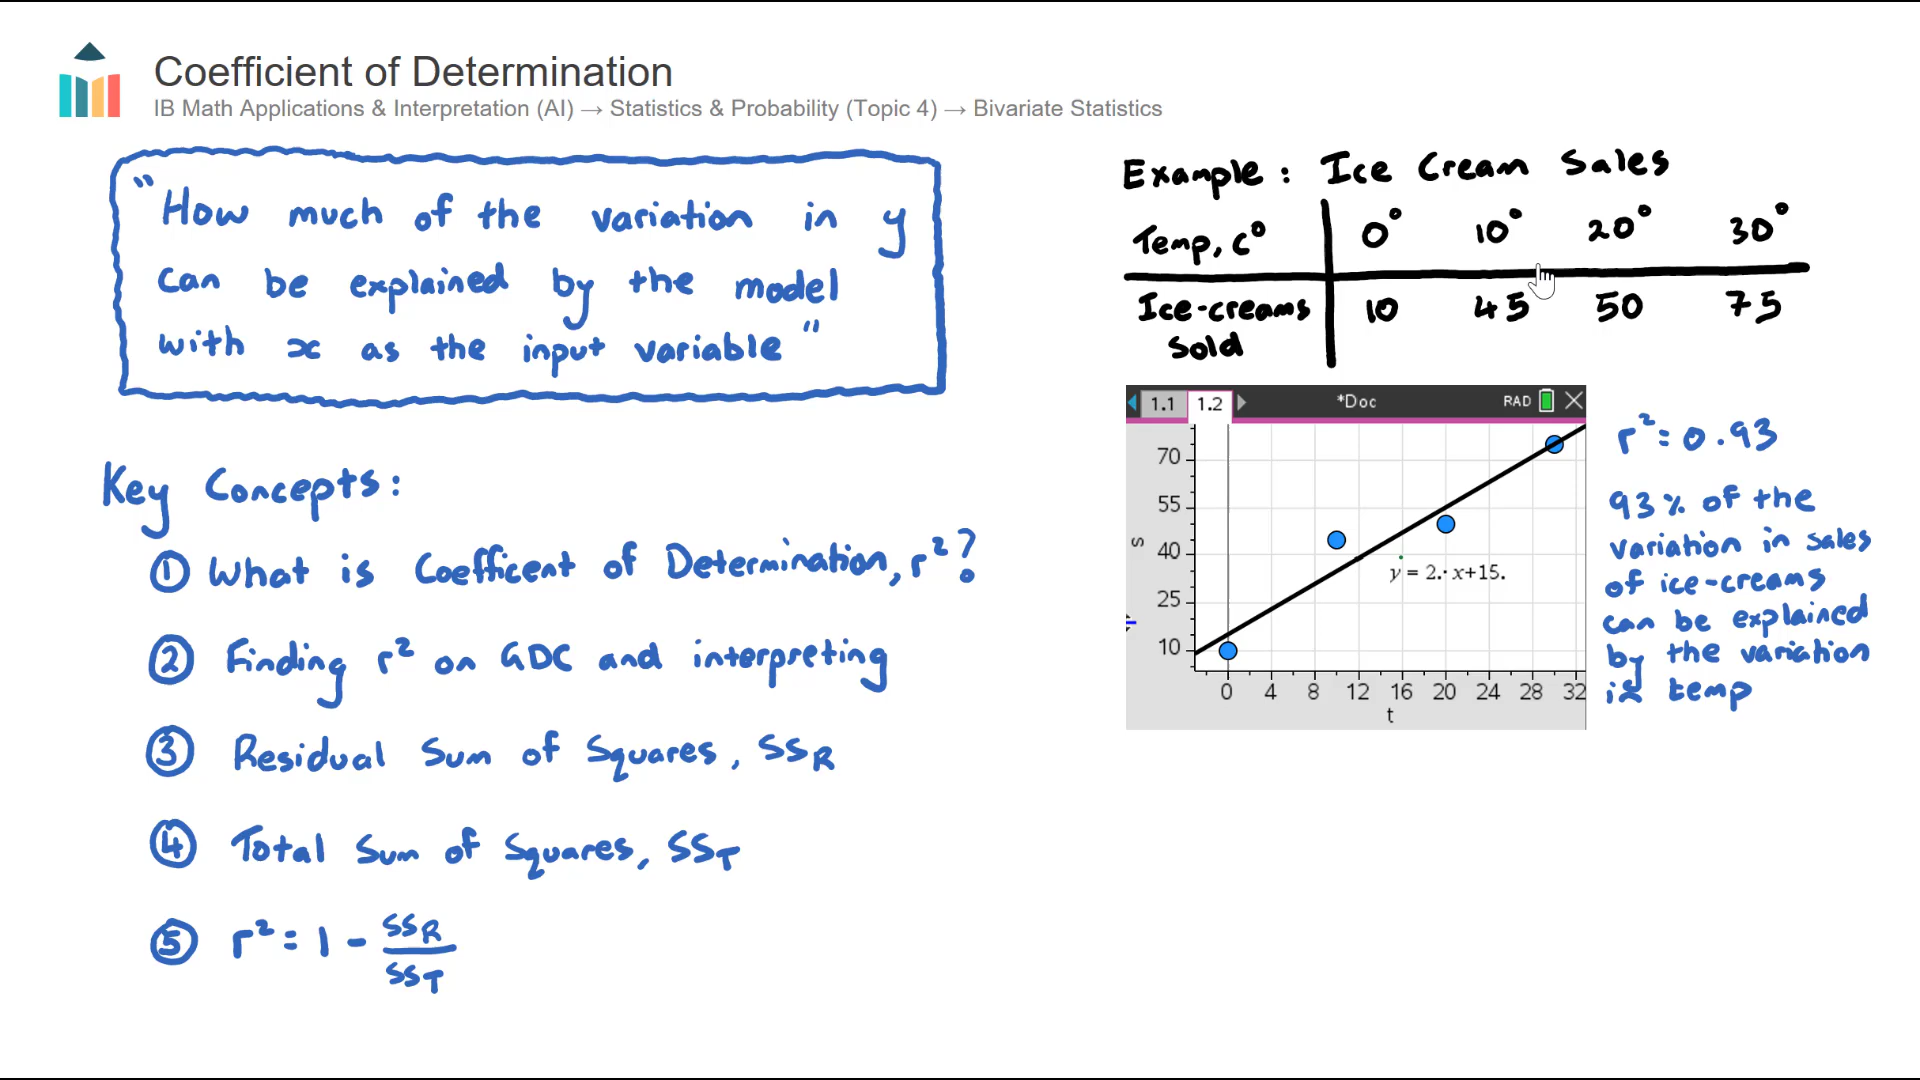 Coefficient of Determination
IB Math Applications & Interpretation (AI) → Statistics & Probability (Topic 4) → Bivariate Statistics
"How much of the variation in y
can be explained by the model
with x as the input variable"
Key Concepts:
① What is Coefficent of Determination, r²?
② Finding r² on GDC and interpreting
③ Residual Sum of Squares, SS_R
④ Total Sum of Squares, SS_T
⑤ r² = 1 - SS_R / SS_T
Example: Ice Cream Sales
Temp, C° 0° 10° 20° 30°
Ice-creams 10 45 50 75
Sold
1.1 1.2 *Doc RAD
70
55
40
25
10
s
y = 2.· x+15.
0 4 8 12 16 20 24 28 32
t
r² = 0.93
93% of the
variation in sales
of ice-creams
can be explained
by the variation
in temp